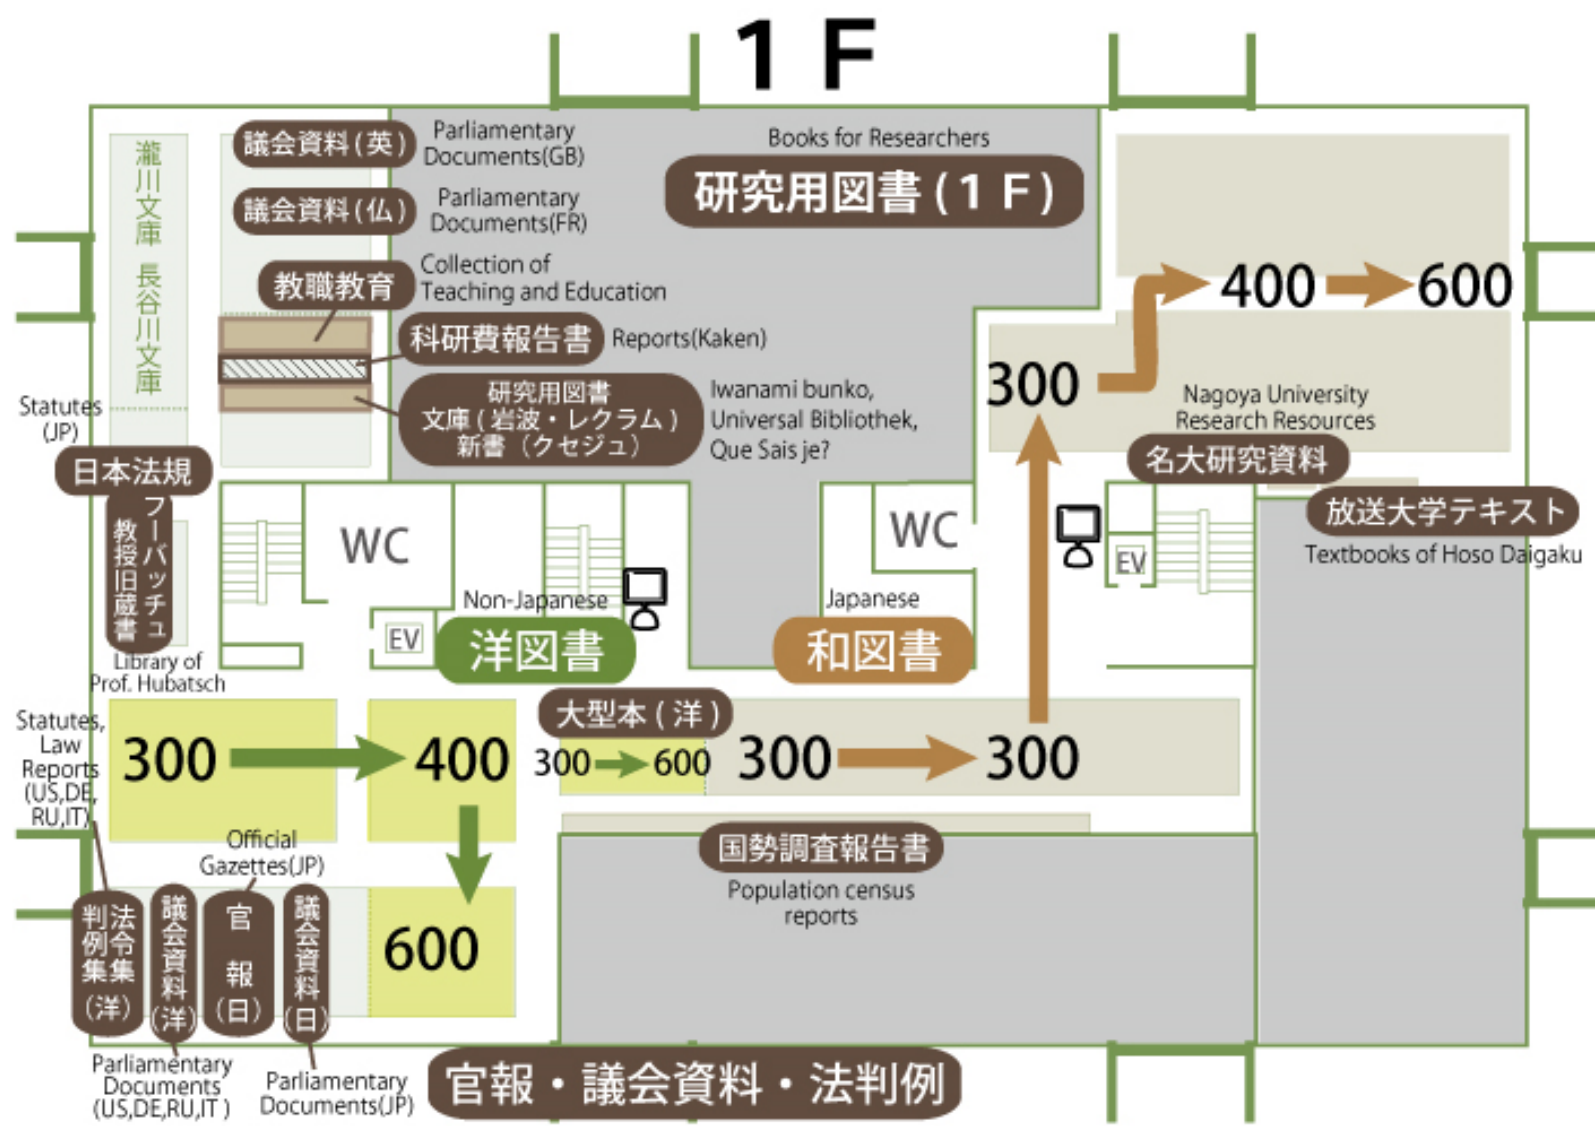 1 F
議会資料(英)
Parliamentary
Documents(GB)
議会資料(仏)
Parliamentary
Documents(FR)
教職教育
Collection of
Teaching and Education
科研費報告書
Reports(Kaken)
研究用図書
文庫(岩波・レクラム)
新書（クセジュ）
Iwanami bunko,
Universal Bibliothek,
Que Sais je?
Books for Researchers
研究用図書(1F)
瀧川文庫
長谷川文庫
Statutes
(JP)
日本法規
フーバッチュ
教授旧蔵書
Library of
Prof. Hubatsch
WC
EV
Non-Japanese
洋図書
Japanese
和図書
WC
EV
300
400
600
Nagoya University
Research Resources
名大研究資料
放送大学テキスト
Textbooks of Hoso Daigaku
300
400
600
大型本(洋)
300
600
300
300
国勢調査報告書
Population census
reports
Statutes,
Law
Reports
(US,DE,
RU,IT)
法令集
判例集
(洋)
議会資料(洋)
Parliamentary
Documents
(US,DE,RU,IT)
Official
Gazettes(JP)
官報(日)
議会資料(日)
Parliamentary
Documents(JP)
官報・議会資料・法判例